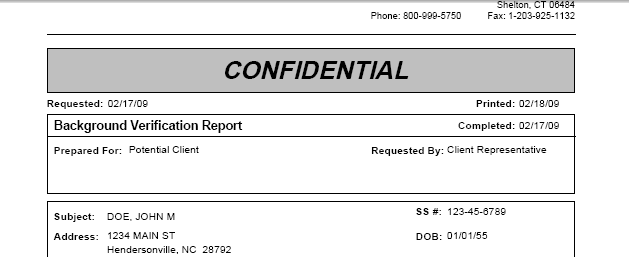 Shelton, CT 06484
Phone: 800-999-5750 Fax: 1-203-925-1132
CONFIDENTIAL
Requested: 02/17/09 Printed: 02/18/09
Background Verification Report Completed: 02/17/09
Prepared For: Potential Client Requested By: Client Representative
Subject: DOE, JOHN M SS #: 123-45-6789
Address: 1234 MAIN ST DOB: 01/01/55
Hendersonville, NC 28792